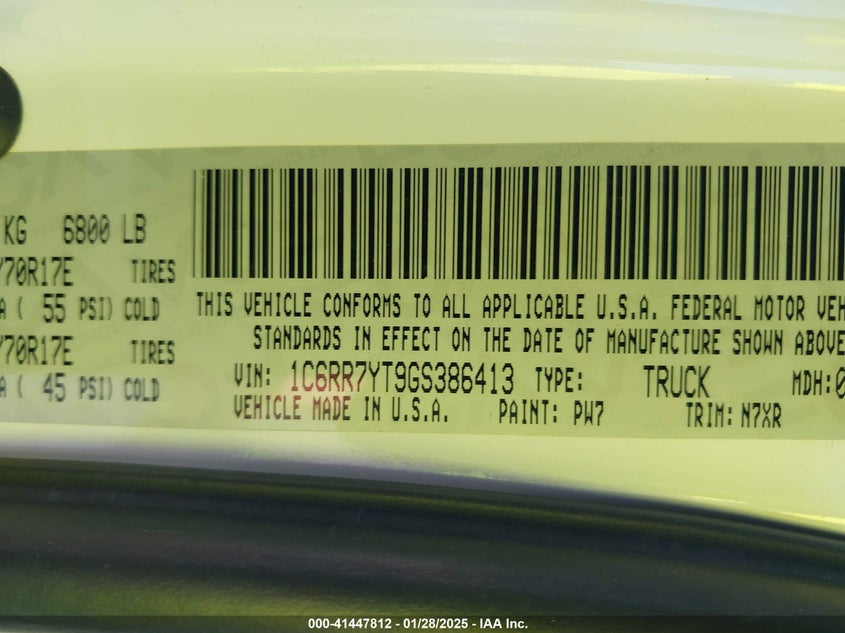 KG 6800 LB
/70R17E TIRES
A ( 55 PSI) COLD
/70R17E TIRES
A ( 45 PSI) COLD
THIS VEHICLE CONFORMS TO ALL APPLICABLE U.S.A. FEDERAL MOTOR VEH
STANDARDS IN EFFECT ON THE DATE OF MANUFACTURE SHOWN ABOVE
VIN: 1C6RR7YT9GS386413 TYPE: TRUCK MDH:0
VEHICLE MADE IN U.S.A. PAINT: PW7 TRIM: N7XR
000-41447812 - 01/28/2025 - IAA Inc.